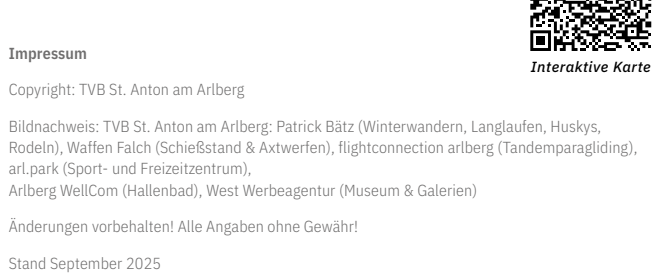 Impressum
Interaktive Karte
Copyright: TVB St. Anton am Arlberg
Bildnachweis: TVB St. Anton am Arlberg: Patrick Bätz (Winterwandern, Langlaufen, Huskys,
Rodeln), Waffen Falch (Schießstand & Axtwerfen), flightconnection arlberg (Tandemparagliding),
arl.park (Sport- und Freizeitzentrum),
Arlberg WellCom (Hallenbad), West Werbeagentur (Museum & Galerien)
Änderungen vorbehalten! Alle Angaben ohne Gewähr!
Stand September 2025